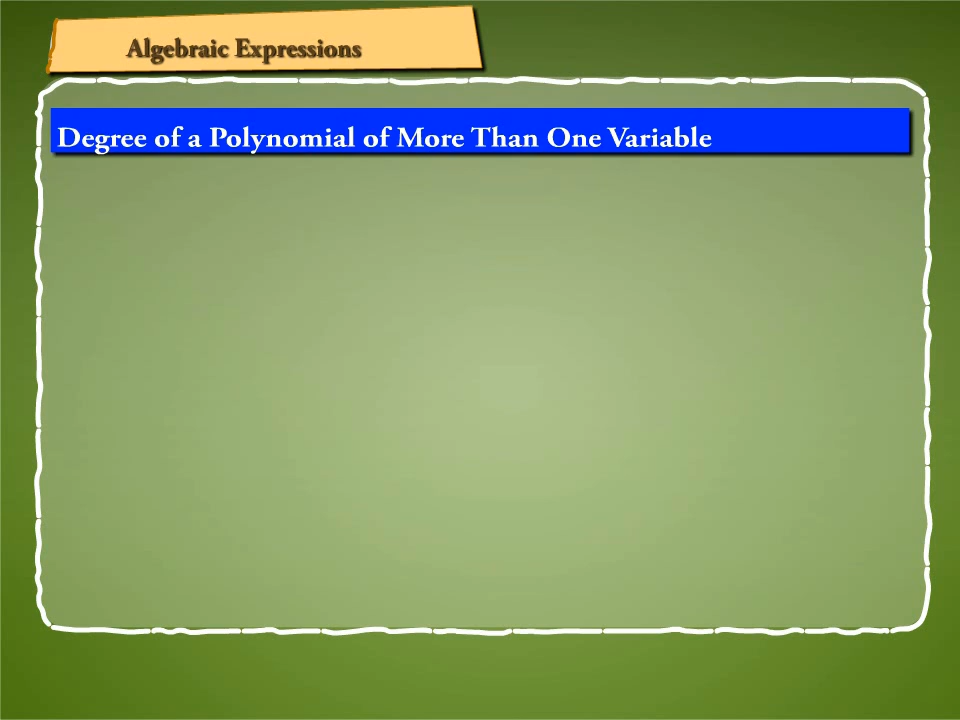 Algebraic Expressions
Degree of a Polynomial of More Than One Variable